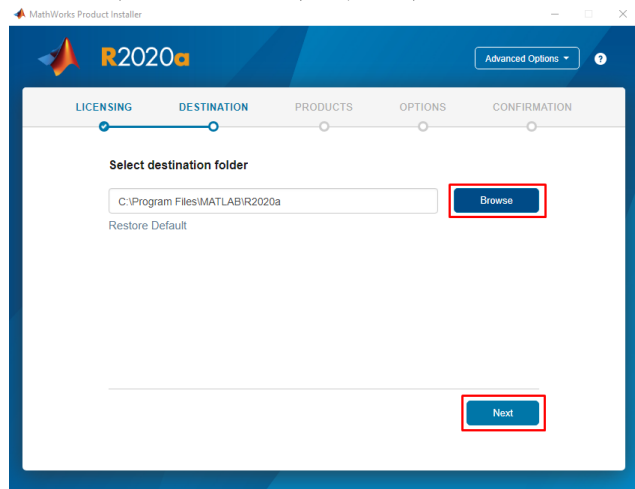 MathWorks Product Installer
R2020a
Advanced Options
?
LICENSING DESTINATION PRODUCTS OPTIONS CONFIRMATION
Select destination folder
C:\Program Files\MATLAB\R2020a
Browse
Restore Default
Next